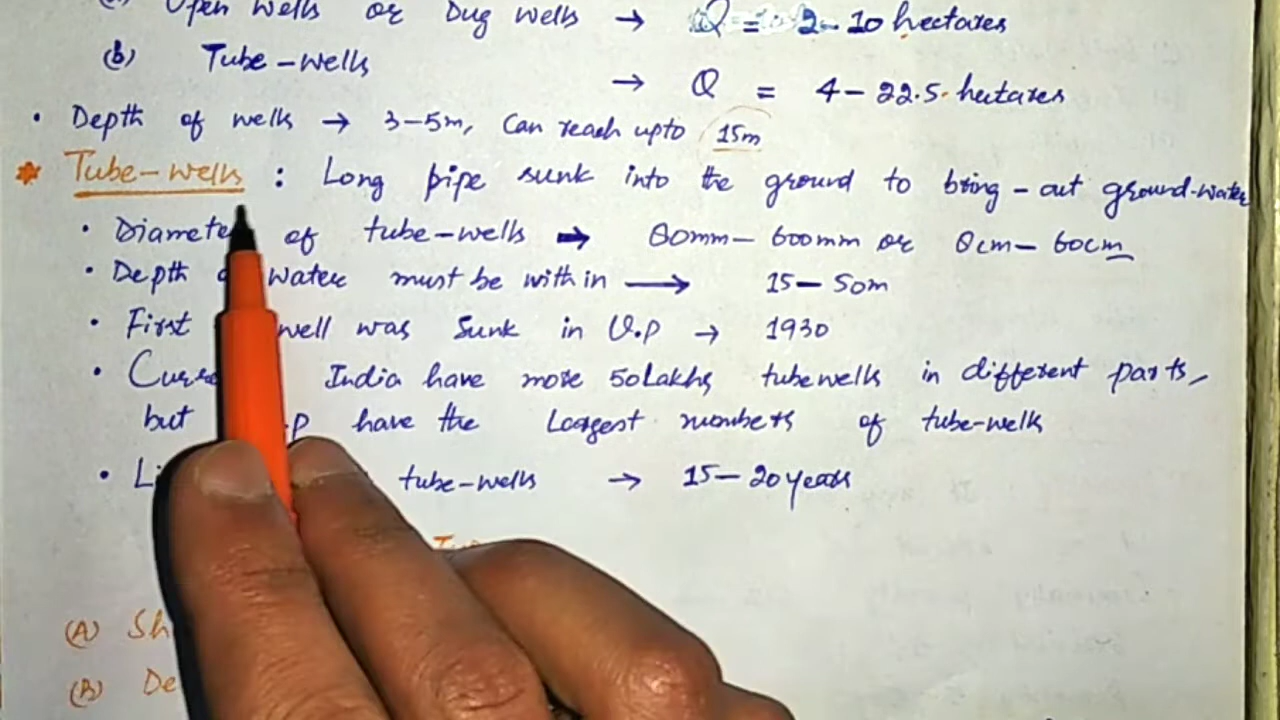 Open wells or Dug wells → Q = 2-10 hectares
(b) Tube-wells → Q = 4-22.5 hectares
• Depth of wells → 3-5m, Can reach upto 15m
* Tube-wells : Long pipe sunk into the ground to bring-out ground-water
• Diameter of tube-wells → 80mm-600mm or 8cm-60cm
• Depth water must be with in → 15-50m
• First well was sunk in U.P → 1930
• India have more 50Lakhs tubewells in different parts,
but .P have the Largest numbers of tube-wells
• tube-wells → 15-20 years
(A) Sh
(B) De